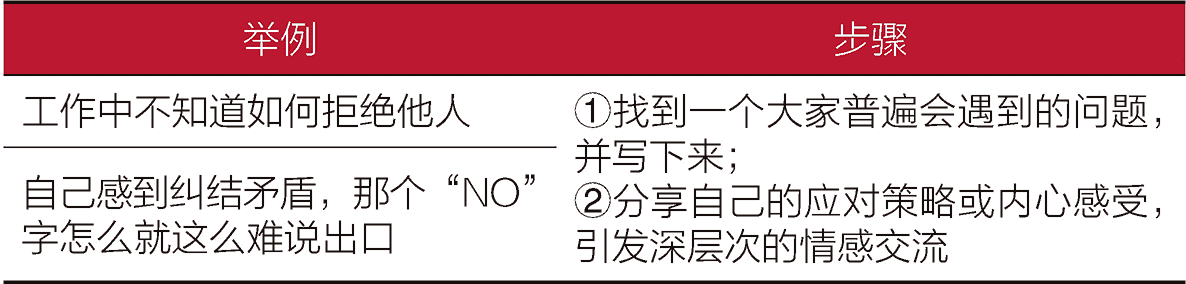 举例
步骤
工作中不知道如何拒绝他人
自己感到纠结矛盾，那个“NO”
字怎么就这么难说出口
①找到一个大家普遍会遇到的问题，
并写下来；
②分享自己的应对策略或内心感受，
引发深层次的情感交流